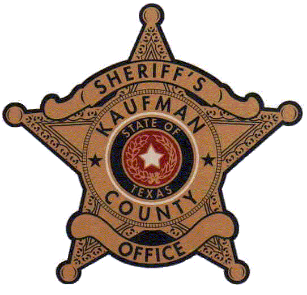 SHERIFF'S
KAUFMAN
STATE OF
TEXAS
COUNTY
OFFICE